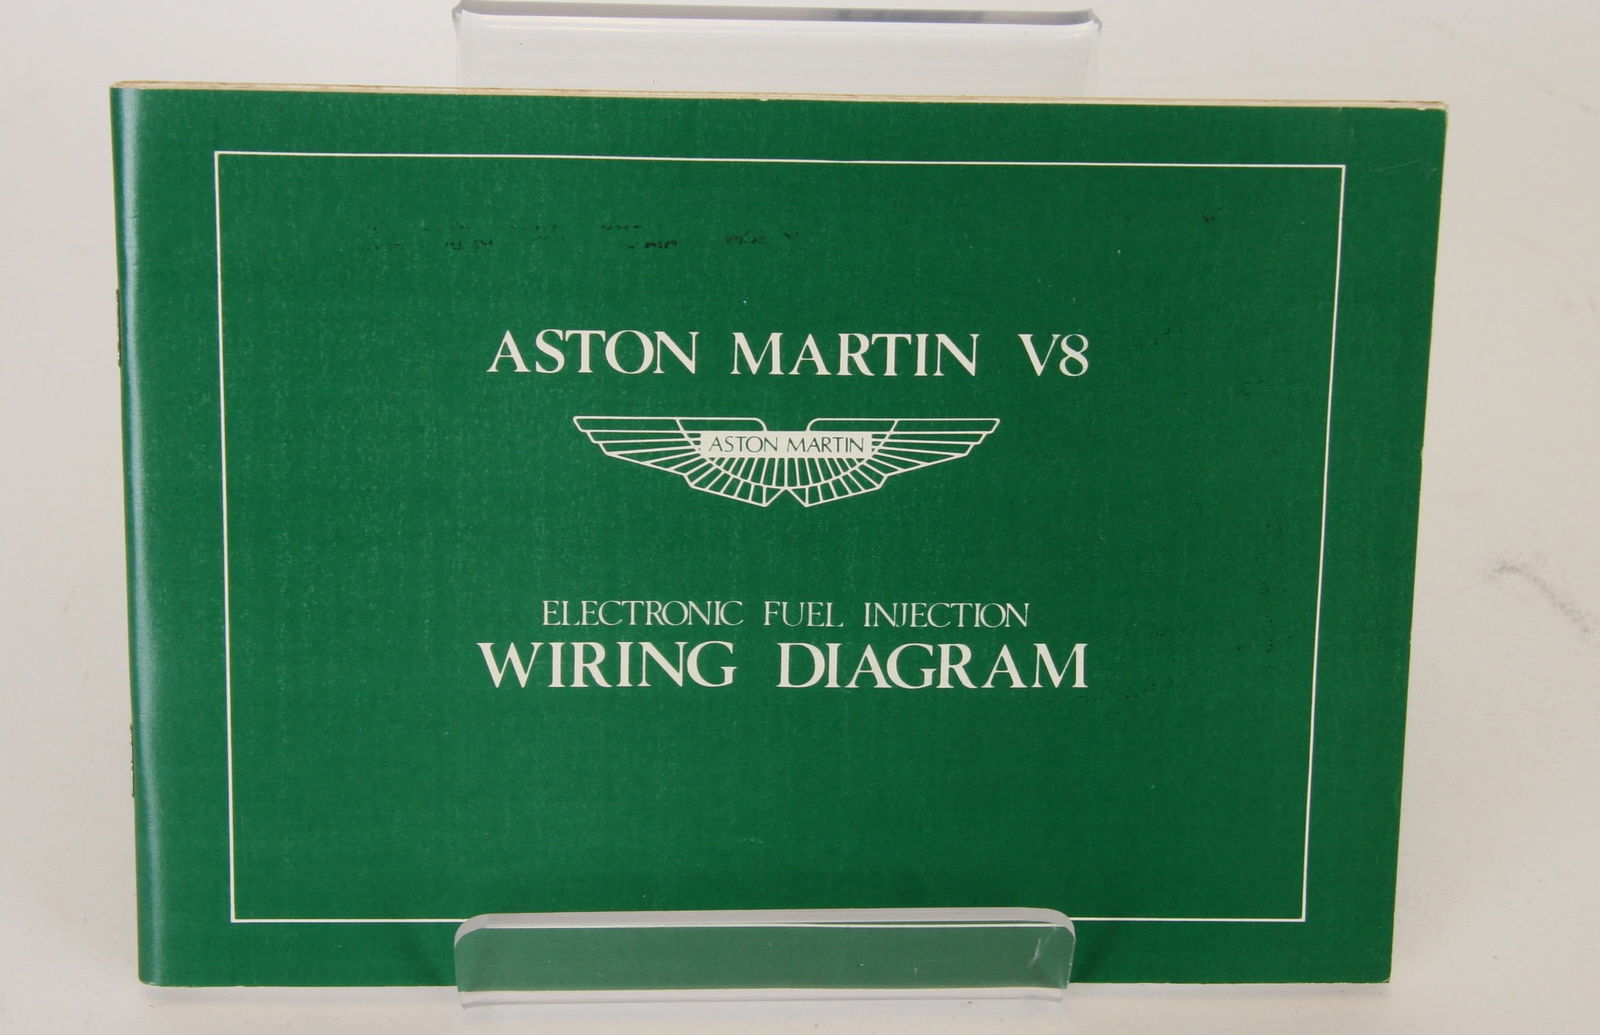 ASTON MARTIN V8
ASTON MARTIN
ELECTRONIC FUEL INJECTION
WIRING DIAGRAM